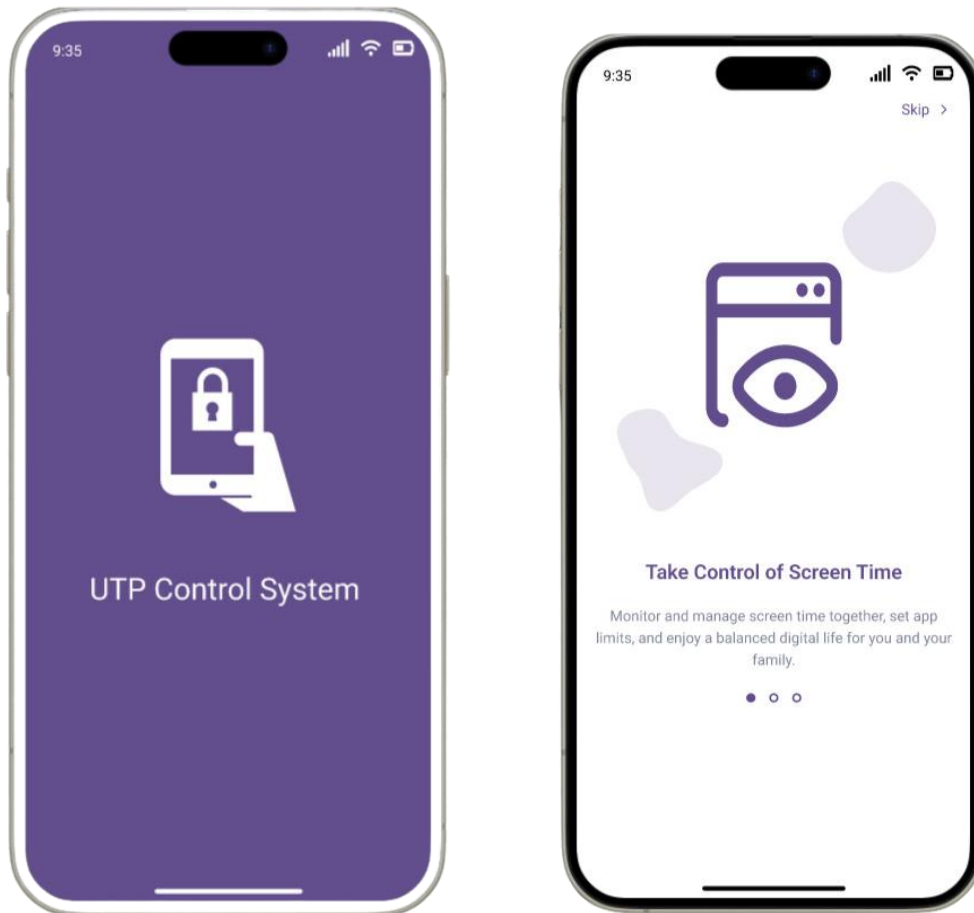 9:35
UTP Control System
9:35
Skip >
Take Control of Screen Time
Monitor and manage screen time together, set app
limits, and enjoy a balanced digital life for you and your
family.